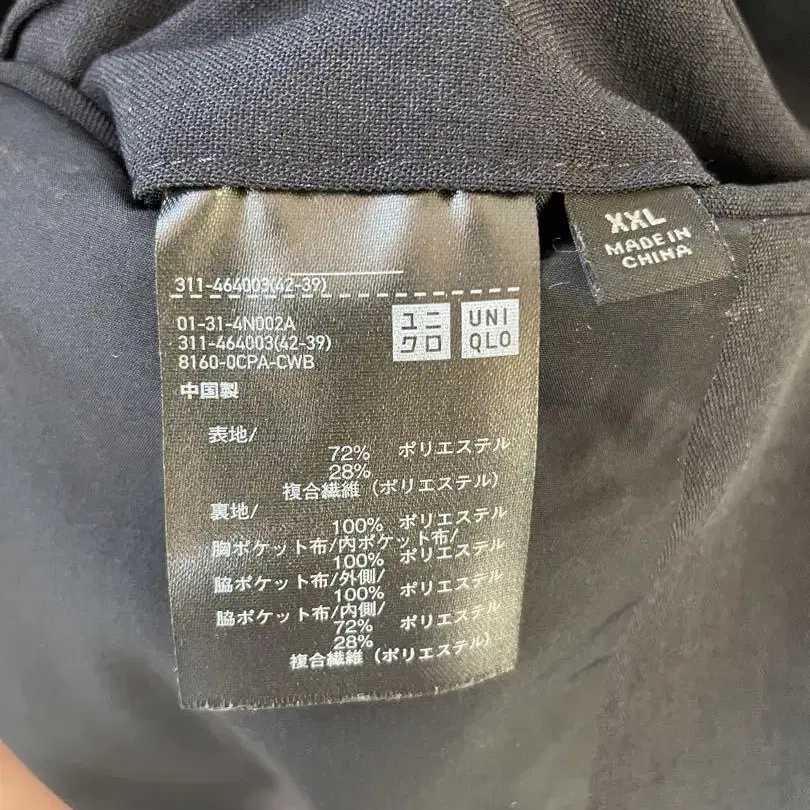 311-464003(42-39)
01-31-4N002A
311-464003(42-39)
8160-0CPA-CWB
ユニ
クロ
UNI
QLO
中国製
表地/
72% ポリエステル
28%
複合繊維(ポリエステル)
裏地/
100% ポリエステル
胸ポケット布/内ポケット布/
100% ポリエステル
脇ポケット布/外側/
100% ポリエステル
脇ポケット布/内側/
72% ポリエステル
28%
複合繊維(ポリエステル)
XXL
MADE IN
CHINA